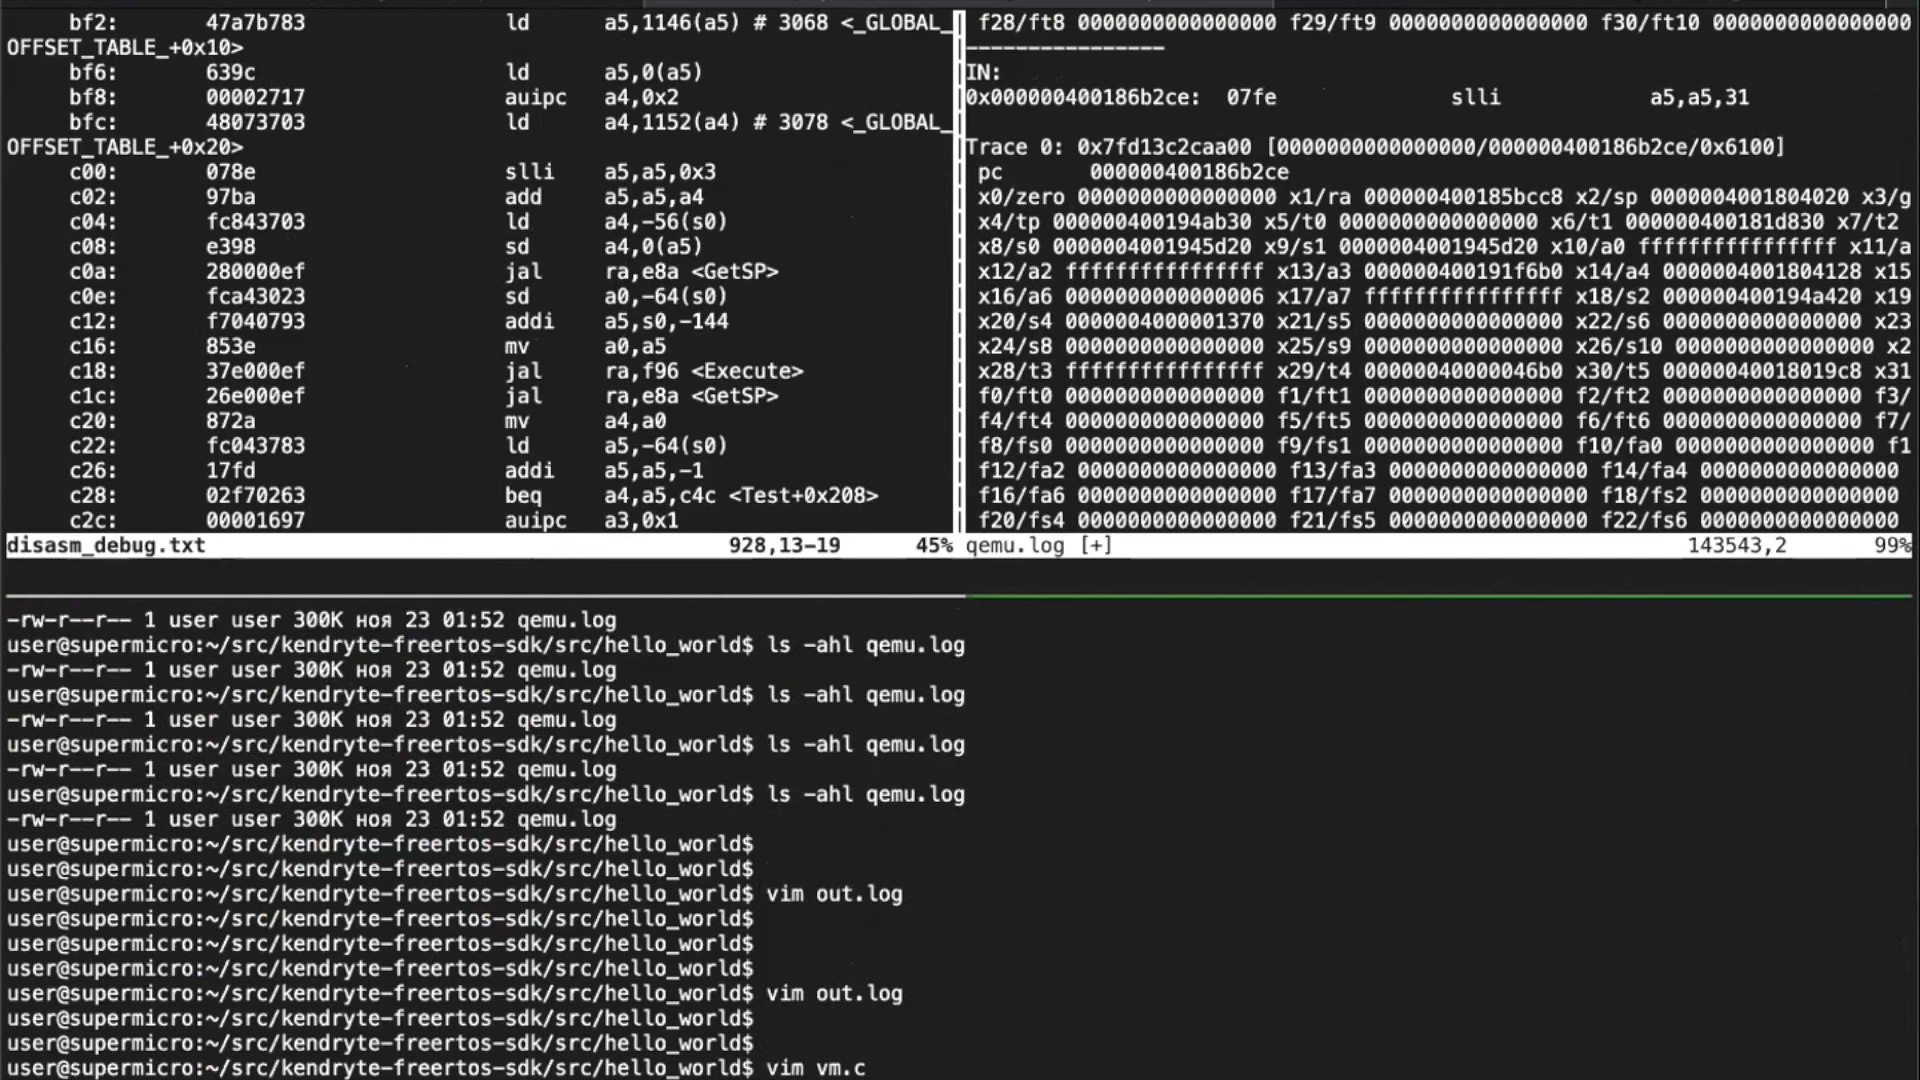 bf2: 47a7b783 ld a5,1146(a5) # 3068 <_GLOBAL_
OFFSET_TABLE_+0x10>
bf6: 639c ld a5,0(a5)
bf8: 00002717 auipc a4,0x2
bfc: 48073703 ld a4,1152(a4) # 3078 <_GLOBAL_
OFFSET_TABLE_+0x20>
c00: 078e slli a5,a5,0x3
c02: 97ba add a5,a5,a4
c04: fc843703 ld a4,-56(s0)
c08: e398 sd a4,0(a5)
c0a: 280000ef jal ra,e8a <GetSP>
c0e: fca43023 sd a0,-64(s0)
c12: f7040793 addi a5,s0,-144
c16: 853e mv a0,a5
c18: 37e000ef jal ra,f96 <Execute>
c1c: 26e000ef jal ra,e8a <GetSP>
c20: 872a mv a4,a0
c22: fc043783 ld a5,-64(s0)
c26: 17fd addi a5,a5,-1
c28: 02f70263 beq a4,a5,c4c <Test+0x208>
c2c: 00001697 auipc a3,0x1
disasm_debug.txt 928,13-19 45%
f28/ft8 0000000000000000 f29/ft9 0000000000000000 f30/ft10 0000000000000000
----------------
IN:
0x000000400186b2ce: 07fe slli a5,a5,31
Trace 0: 0x7fd13c2caa00 [0000000000000000/000000400186b2ce/0x6100]
pc 000000400186b2ce
x0/zero 0000000000000000 x1/ra 000000400185bcc8 x2/sp 0000004001804020 x3/g
x4/tp 000000400194ab30 x5/t0 0000000000000000 x6/t1 000000400181d830 x7/t2
x8/s0 0000004001945d20 x9/s1 0000004001945d20 x10/a0 ffffffffffffffff x11/a
x12/a2 ffffffffffffffff x13/a3 000000400191f6b0 x14/a4 0000004001804128 x15
x16/a6 0000000000000006 x17/a7 ffffffffffffffff x18/s2 000000400194a420 x19
x20/s4 0000004000001370 x21/s5 0000000000000000 x22/s6 0000000000000000 x23
x24/s8 0000000000000000 x25/s9 0000000000000000 x26/s10 0000000000000000 x2
x28/t3 ffffffffffffffff x29/t4 00000040000046b0 x30/t5 00000040018019c8 x31
f0/ft0 0000000000000000 f1/ft1 0000000000000000 f2/ft2 0000000000000000 f3/
f4/ft4 0000000000000000 f5/ft5 0000000000000000 f6/ft6 0000000000000000 f7/
f8/fs0 0000000000000000 f9/fs1 0000000000000000 f10/fa0 0000000000000000 f1
f12/fa2 0000000000000000 f13/fa3 0000000000000000 f14/fa4 0000000000000000
f16/fa6 0000000000000000 f17/fa7 0000000000000000 f18/fs2 0000000000000000
f20/fs4 0000000000000000 f21/fs5 0000000000000000 f22/fs6 0000000000000000
qemu.log [+] 143543,2 99%
-rw-r--r-- 1 user user 300K ноя 23 01:52 qemu.log
user@supermicro:~/src/kendryte-freertos-sdk/src/hello_world$ ls -ahl qemu.log
-rw-r--r-- 1 user user 300K ноя 23 01:52 qemu.log
user@supermicro:~/src/kendryte-freertos-sdk/src/hello_world$ ls -ahl qemu.log
-rw-r--r-- 1 user user 300K ноя 23 01:52 qemu.log
user@supermicro:~/src/kendryte-freertos-sdk/src/hello_world$ ls -ahl qemu.log
-rw-r--r-- 1 user user 300K ноя 23 01:52 qemu.log
user@supermicro:~/src/kendryte-freertos-sdk/src/hello_world$ ls -ahl qemu.log
-rw-r--r-- 1 user user 300K ноя 23 01:52 qemu.log
user@supermicro:~/src/kendryte-freertos-sdk/src/hello_world$
user@supermicro:~/src/kendryte-freertos-sdk/src/hello_world$
user@supermicro:~/src/kendryte-freertos-sdk/src/hello_world$ vim out.log
user@supermicro:~/src/kendryte-freertos-sdk/src/hello_world$
user@supermicro:~/src/kendryte-freertos-sdk/src/hello_world$
user@supermicro:~/src/kendryte-freertos-sdk/src/hello_world$
user@supermicro:~/src/kendryte-freertos-sdk/src/hello_world$ vim out.log
user@supermicro:~/src/kendryte-freertos-sdk/src/hello_world$
user@supermicro:~/src/kendryte-freertos-sdk/src/hello_world$
user@supermicro:~/src/kendryte-freertos-sdk/src/hello_world$ vim vm.c